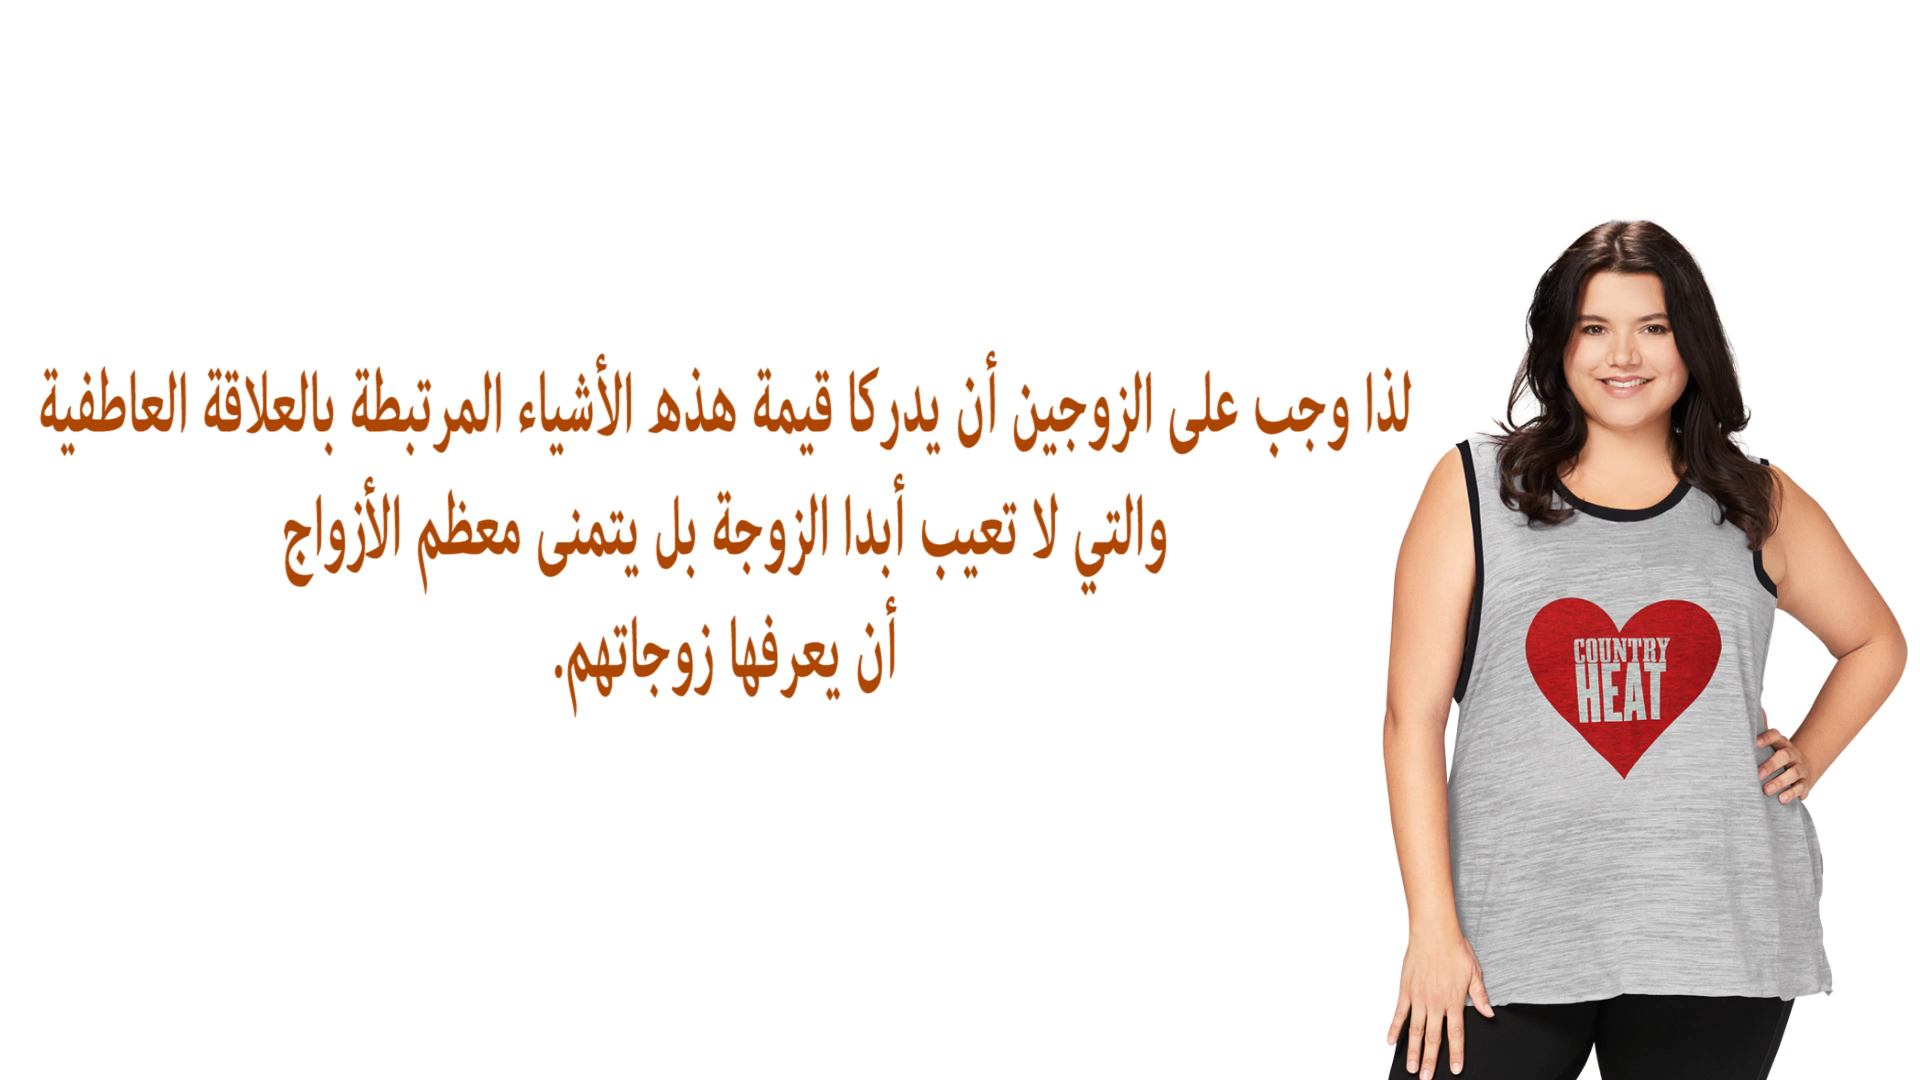 لذا وجب على الزوجين أن يدركا قيمة هذه الأشياء المرتبطة بالعلاقة العاطفية
والتي لا تعيب أبدا الزوجة بل يتمنى معظم الأزواج
أن يعرفها زوجاتهم.
COUNTRY
HEAT